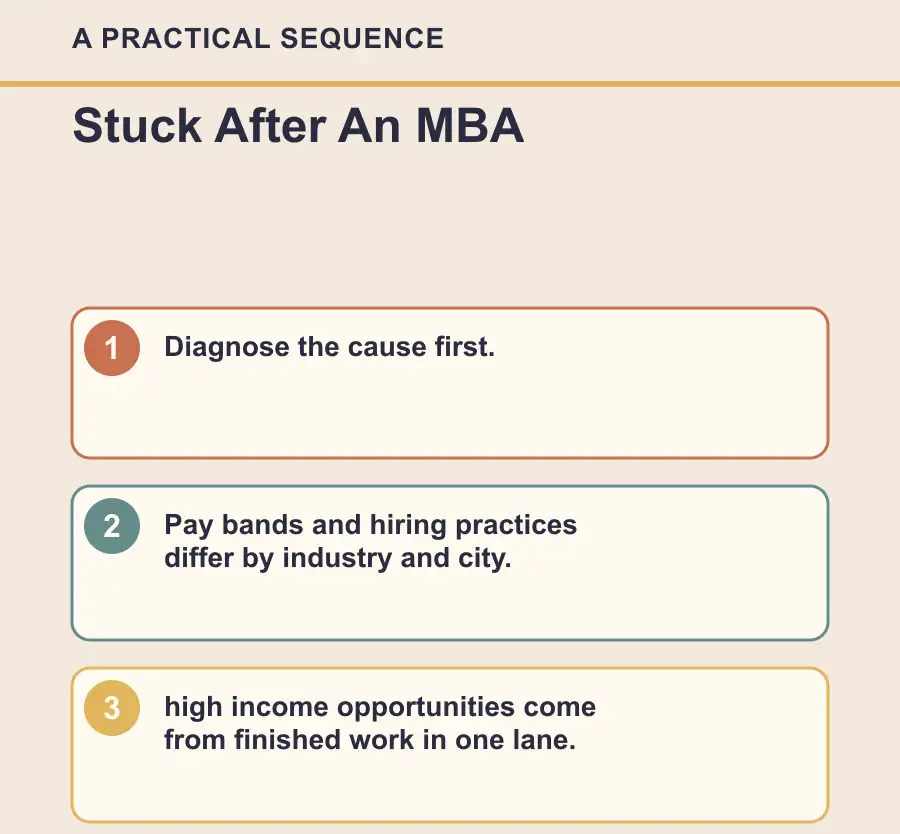 A PRACTICAL SEQUENCE
Stuck After An MBA
1
Diagnose the cause first.
2
Pay bands and hiring practices
differ by industry and city.
3
high income opportunities come
from finished work in one lane.